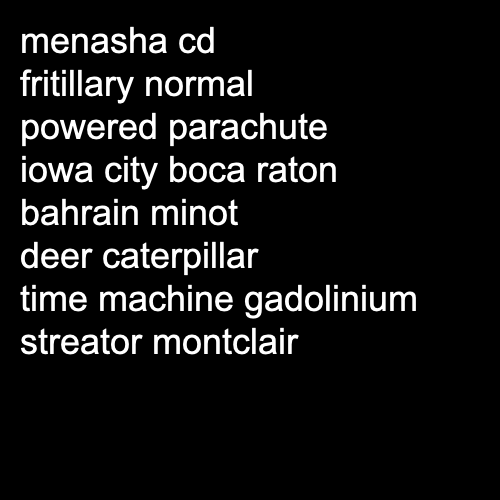 menasha cd
fritillary normal
powered parachute
iowa city boca raton
bahrain minot
deer caterpillar
time machine gadolinium
streator montclair